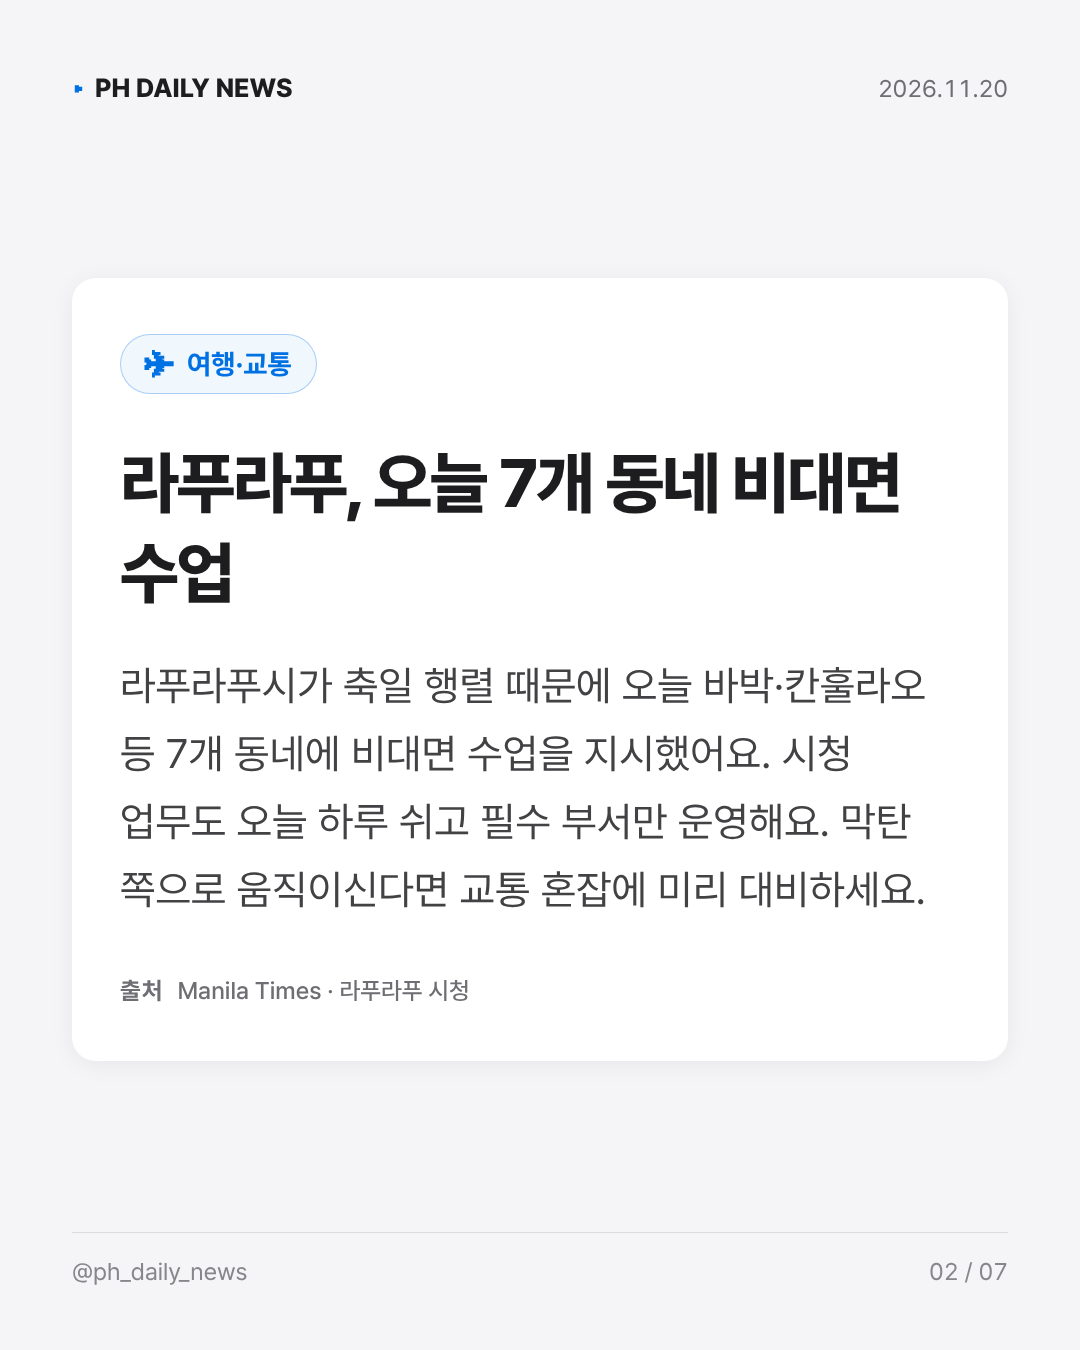 PH DAILY NEWS
2026.11.20
여행·교통
라푸라푸, 오늘 7개 동네 비대면
수업
라푸라푸시가 축일 행렬 때문에 오늘 바박·칸훌라오
등 7개 동네에 비대면 수업을 지시했어요. 시청
업무도 오늘 하루 쉬고 필수 부서만 운영해요. 막탄
쪽으로 움직이신다면 교통 혼잡에 미리 대비하세요.
출처 Manila Times · 라푸라푸 시청
@ph_daily_news
02 / 07